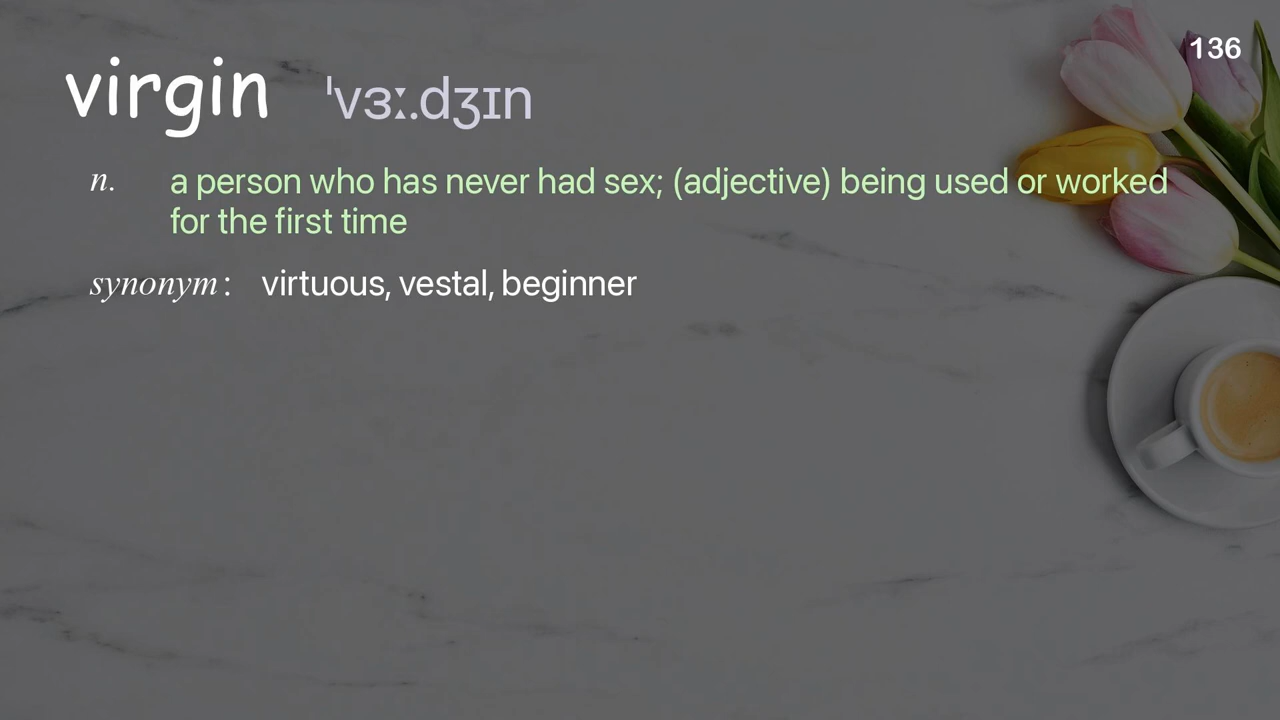 136
virgin ˈvɜː.dʒɪn
n. a person who has never had sex; (adjective) being used or worked
for the first time
synonym: virtuous, vestal, beginner